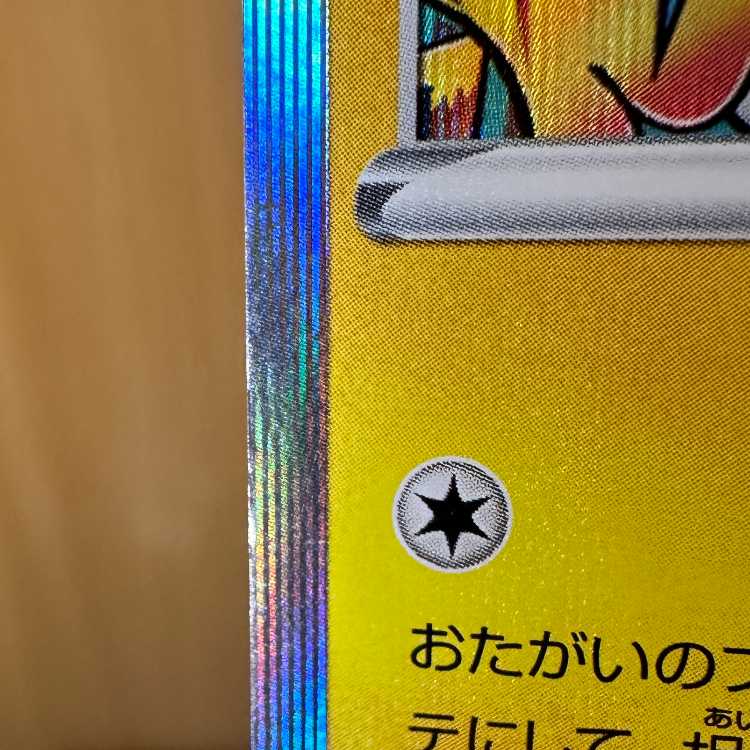 おたがいの
あい
テにして